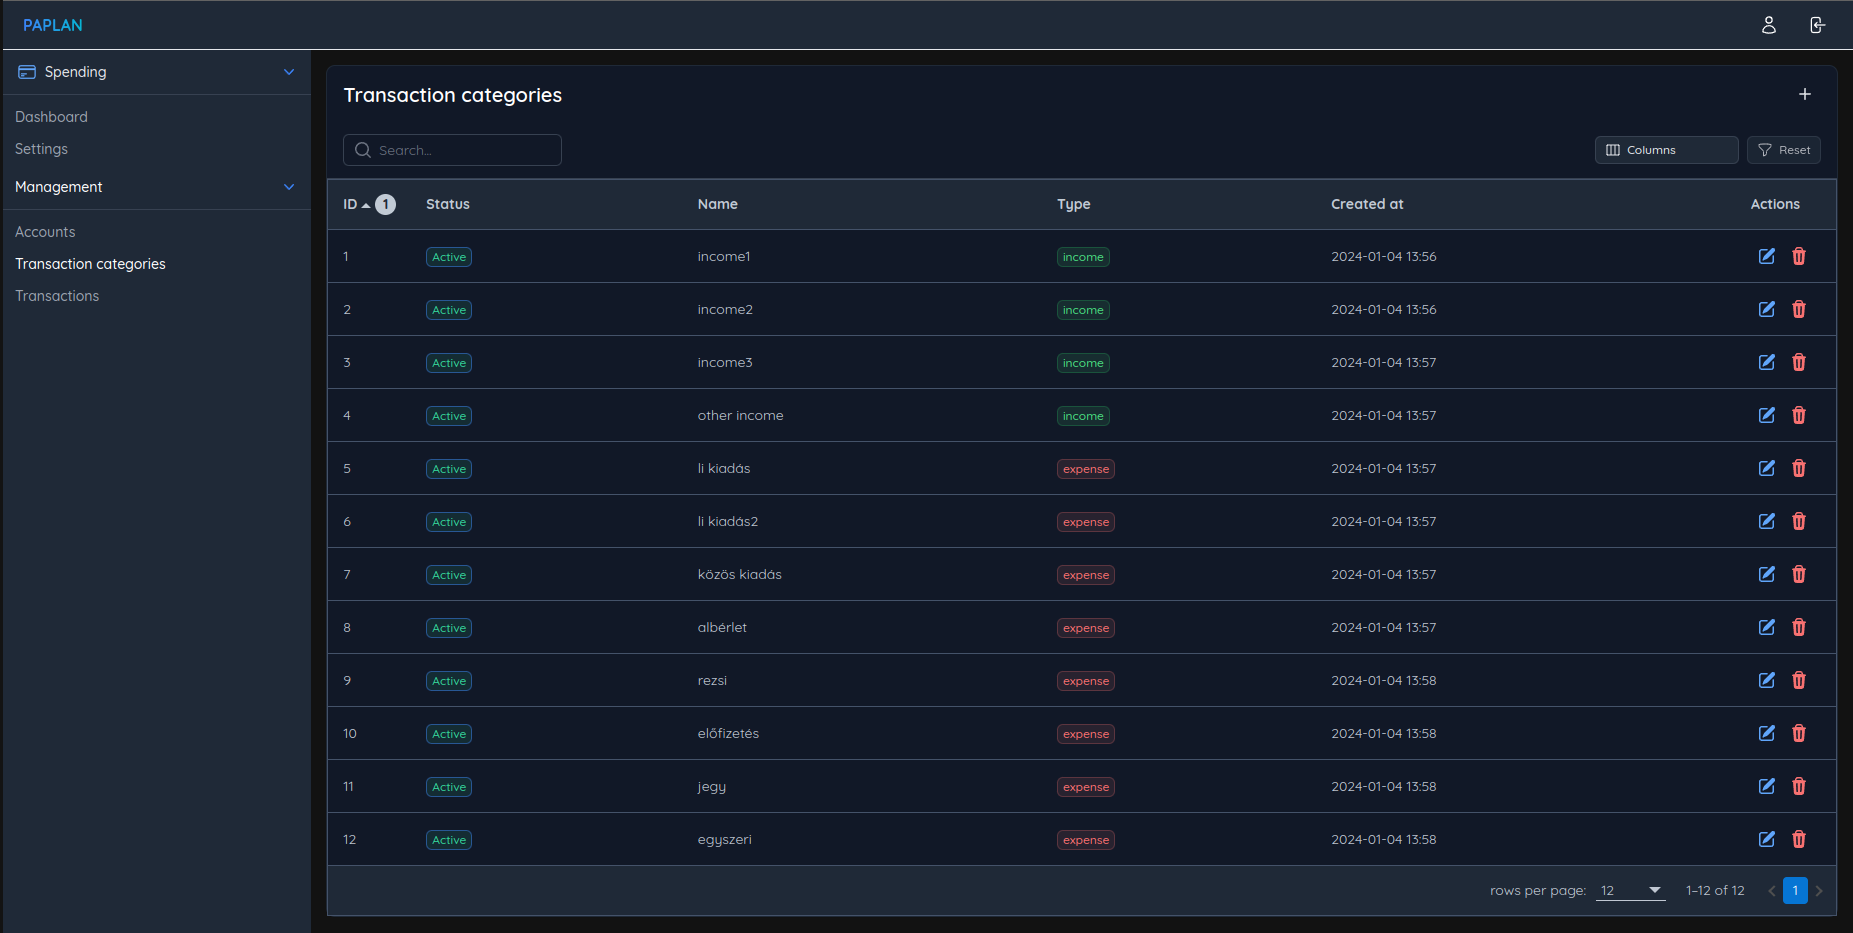 PAPLAN
Spending
Dashboard
Settings
Management
Accounts
Transaction categories
Transactions
Transaction categories
Search...
Columns
Reset
ID 1 Status Name Type Created at Actions
1 Active income1 income 2024-01-04 13:56
2 Active income2 income 2024-01-04 13:56
3 Active income3 income 2024-01-04 13:57
4 Active other income income 2024-01-04 13:57
5 Active li kiadás expense 2024-01-04 13:57
6 Active li kiadás2 expense 2024-01-04 13:57
7 Active közös kiadás expense 2024-01-04 13:57
8 Active albérlet expense 2024-01-04 13:57
9 Active rezsi expense 2024-01-04 13:58
10 Active előfizetés expense 2024-01-04 13:58
11 Active jegy expense 2024-01-04 13:58
12 Active egyszeri expense 2024-01-04 13:58
rows per page: 12 1–12 of 12 1